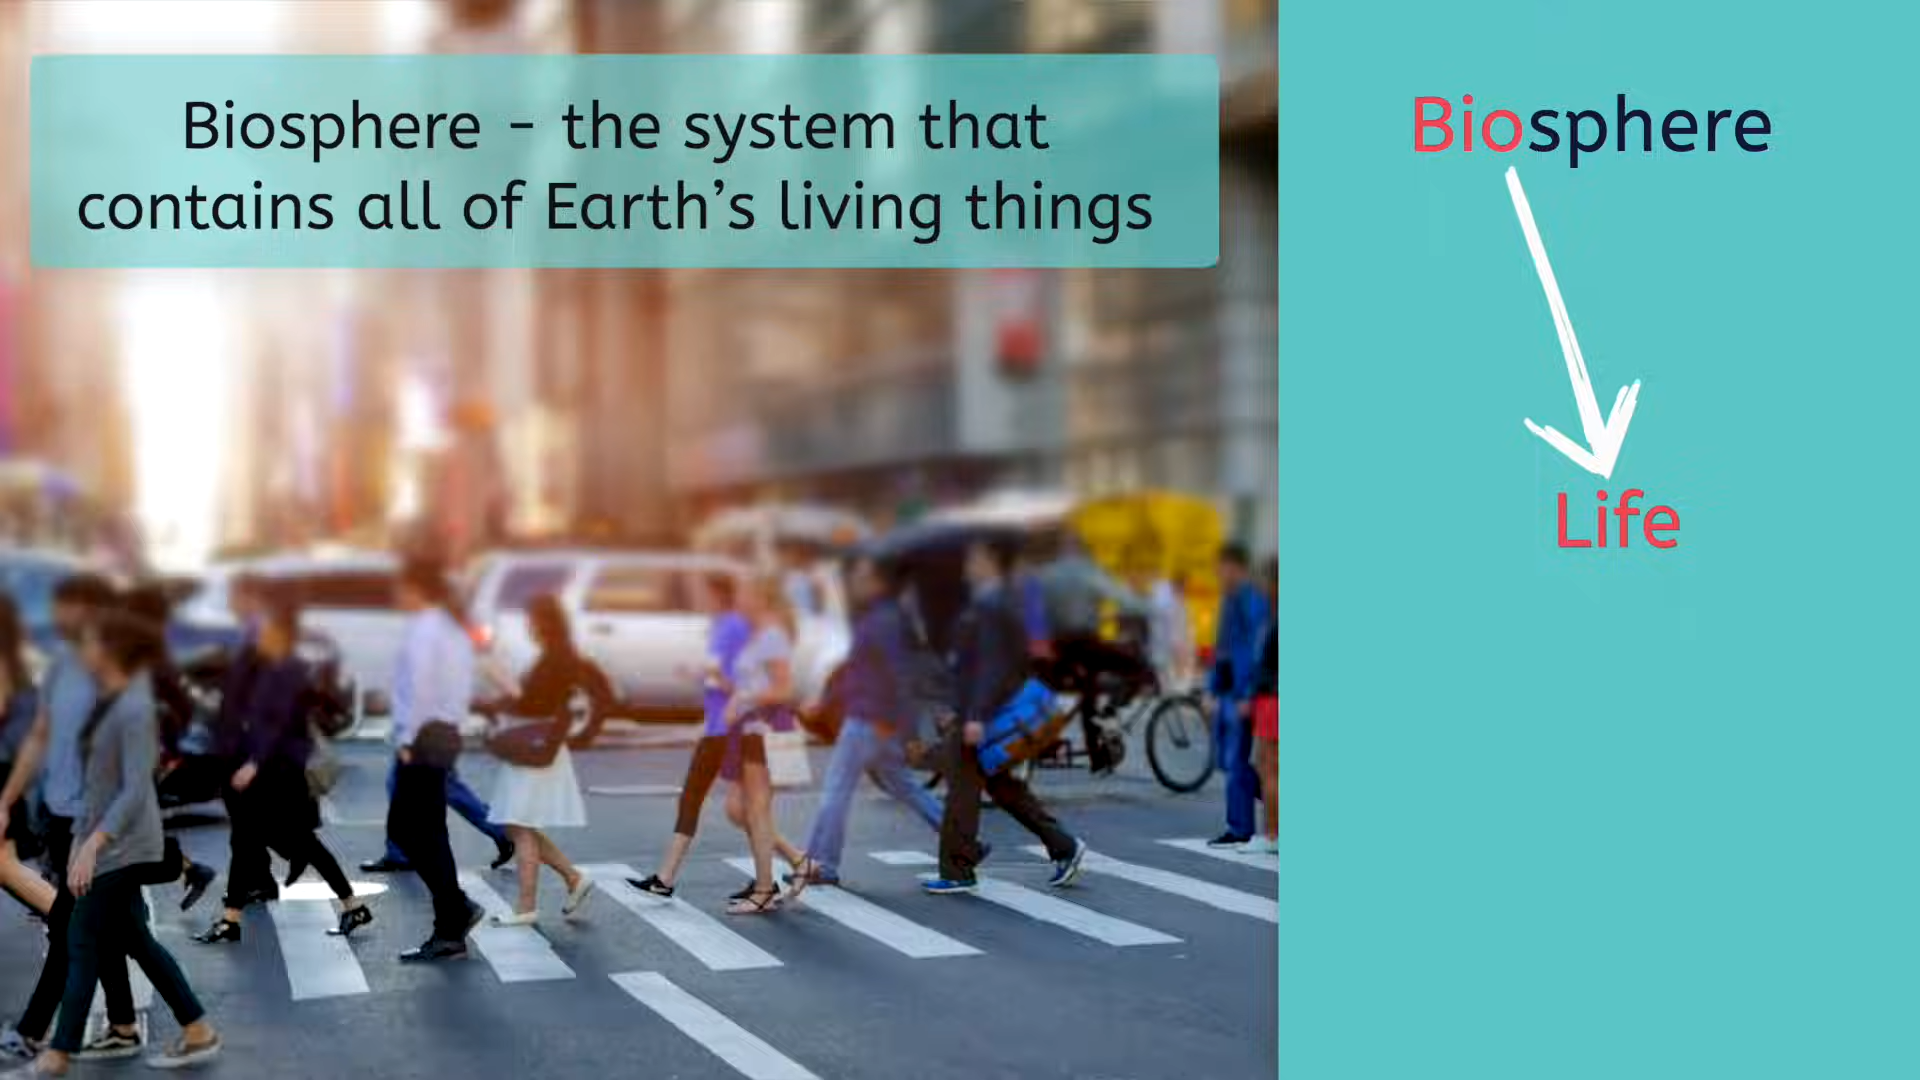 Biosphere - the system that
contains all of Earth’s living things
Biosphere
Life